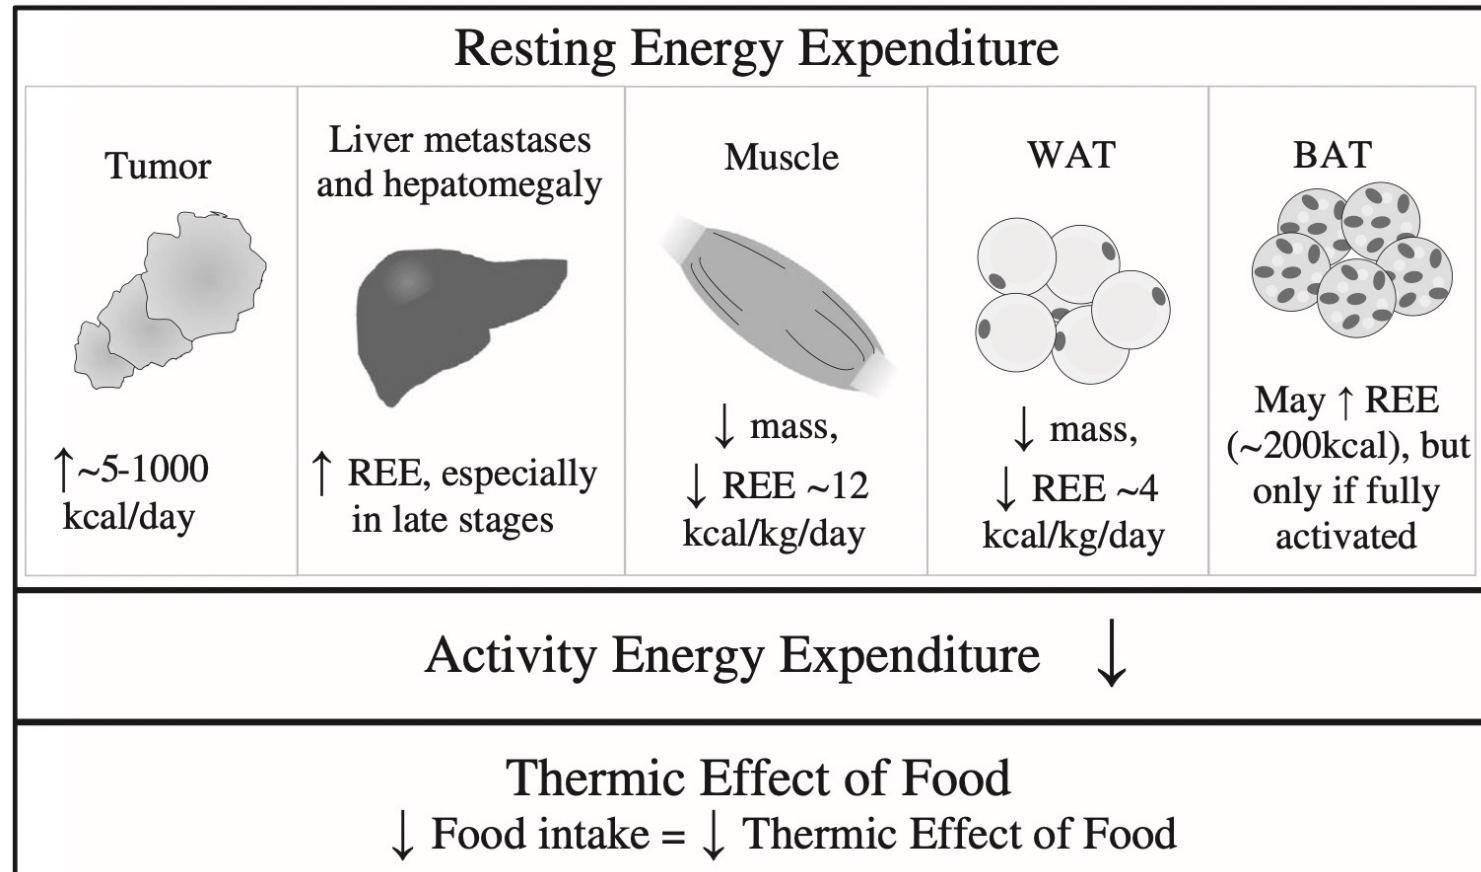 Resting Energy Expenditure
Tumor
↑~5-1000
kcal/day
Liver metastases
and hepatomegaly
↑ REE, especially
in late stages
Muscle
↓ mass,
↓ REE ~12
kcal/kg/day
WAT
↓ mass,
↓ REE ~4
kcal/kg/day
BAT
May ↑ REE
(~200kcal), but
only if fully
activated
Activity Energy Expenditure ↓
Thermic Effect of Food
↓ Food intake = ↓ Thermic Effect of Food